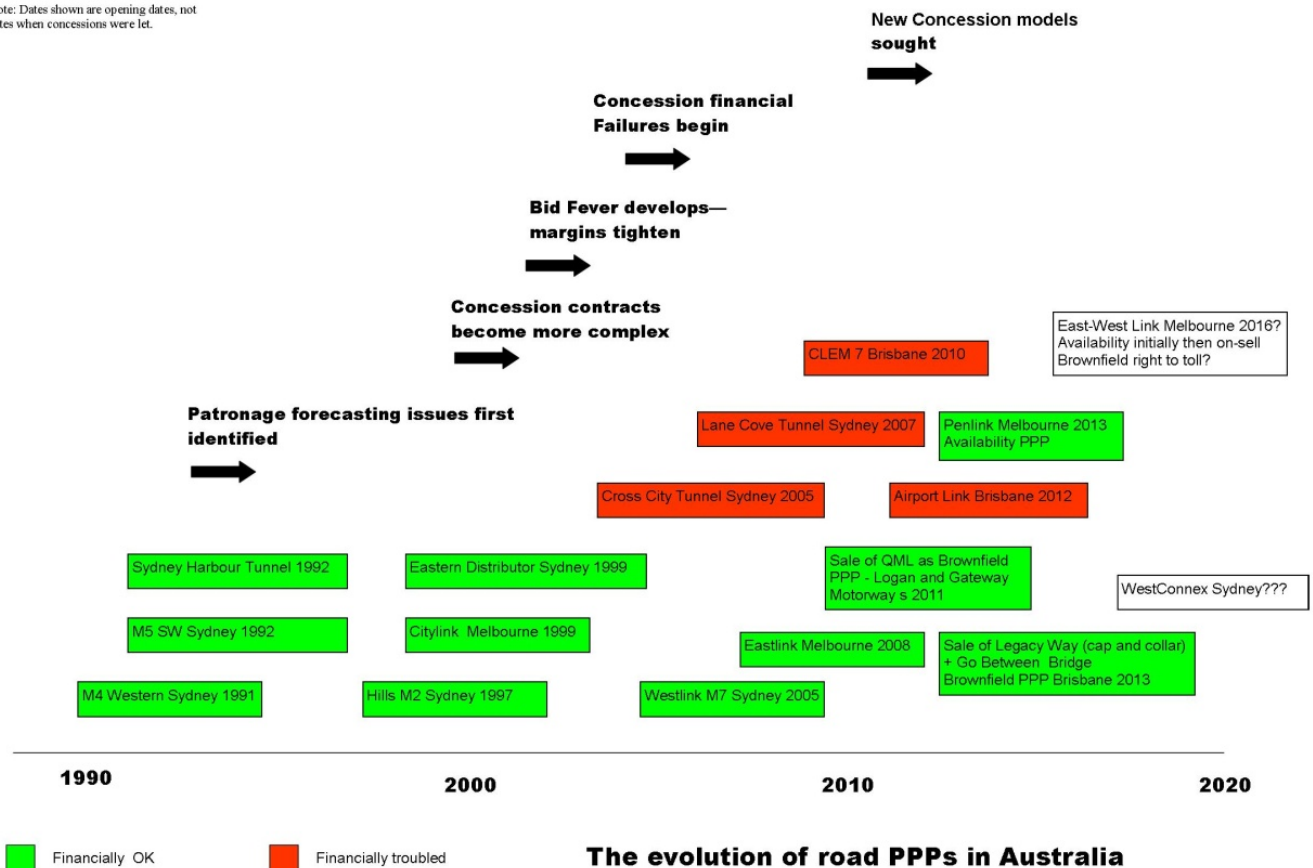 ote: Dates shown are opening dates, not
tes when concessions were let.
New Concession models
sought
Concession financial
Failures begin
Bid Fever develops—
margins tighten
Concession contracts
become more complex
Patronage forecasting issues first
identified
East-West Link Melbourne 2016?
Availability initially then on-sell
Brownfield right to toll?
CLEM 7 Brisbane 2010
Lane Cove Tunnel Sydney 2007
Penlink Melbourne 2013
Availability PPP
Cross City Tunnel Sydney 2005
Airport Link Brisbane 2012
Sydney Harbour Tunnel 1992
Eastern Distributor Sydney 1999
Sale of QML as Brownfield
PPP - Logan and Gateway
Motorway s 2011
WestConnex Sydney???
M5 SW Sydney 1992
Citylink Melbourne 1999
Eastlink Melbourne 2008
Sale of Legacy Way (cap and collar)
+ Go Between Bridge
Brownfield PPP Brisbane 2013
M4 Western Sydney 1991
Hills M2 Sydney 1997
Westlink M7 Sydney 2005
1990
2000
2010
2020
Financially OK
Financially troubled
The evolution of road PPPs in Australia